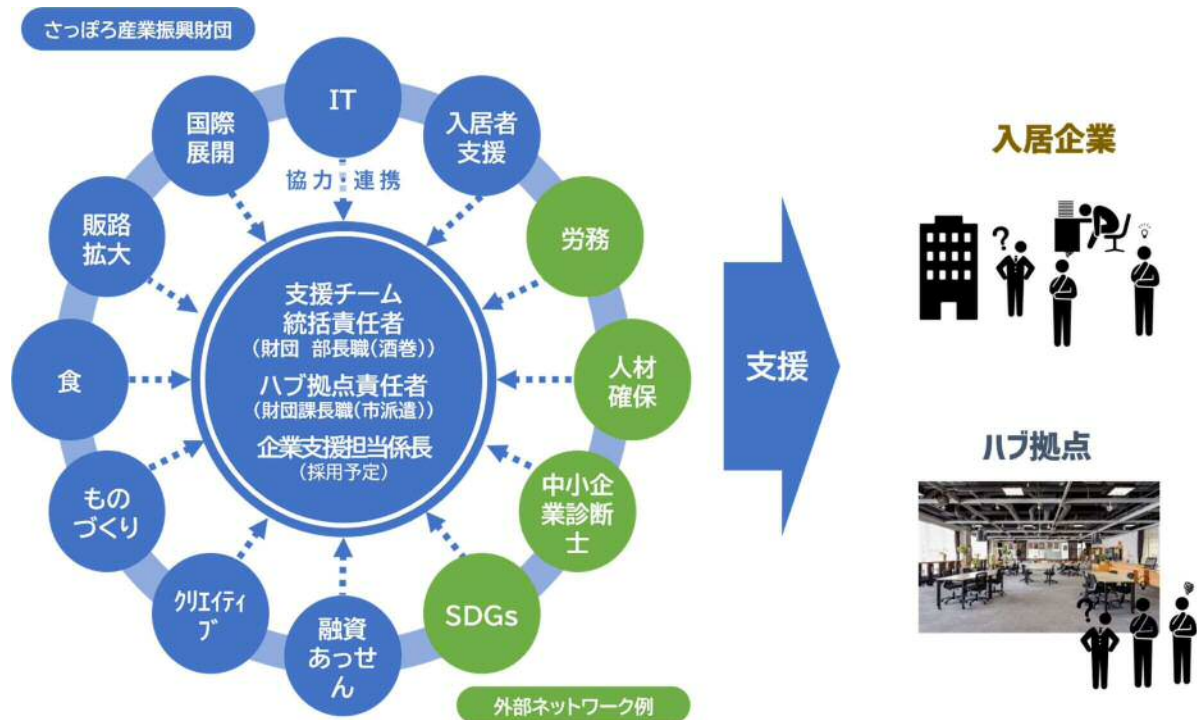 さっぽろ産業振興財団
IT
国際
展開
入居者
支援
協力・連携
販路
拡大
労務
食
人材
確保
支援チーム
統括責任者
(財団 部長職(酒巻))
ハブ拠点責任者
(財団課長職(市派遣))
企業支援担当係長
(採用予定)
もの
づくり
中小企
業診断
士
クリエイティ
ブ
SDGs
融資
あっせ
ん
外部ネットワーク例
支援
入居企業
?
ハブ拠点
?